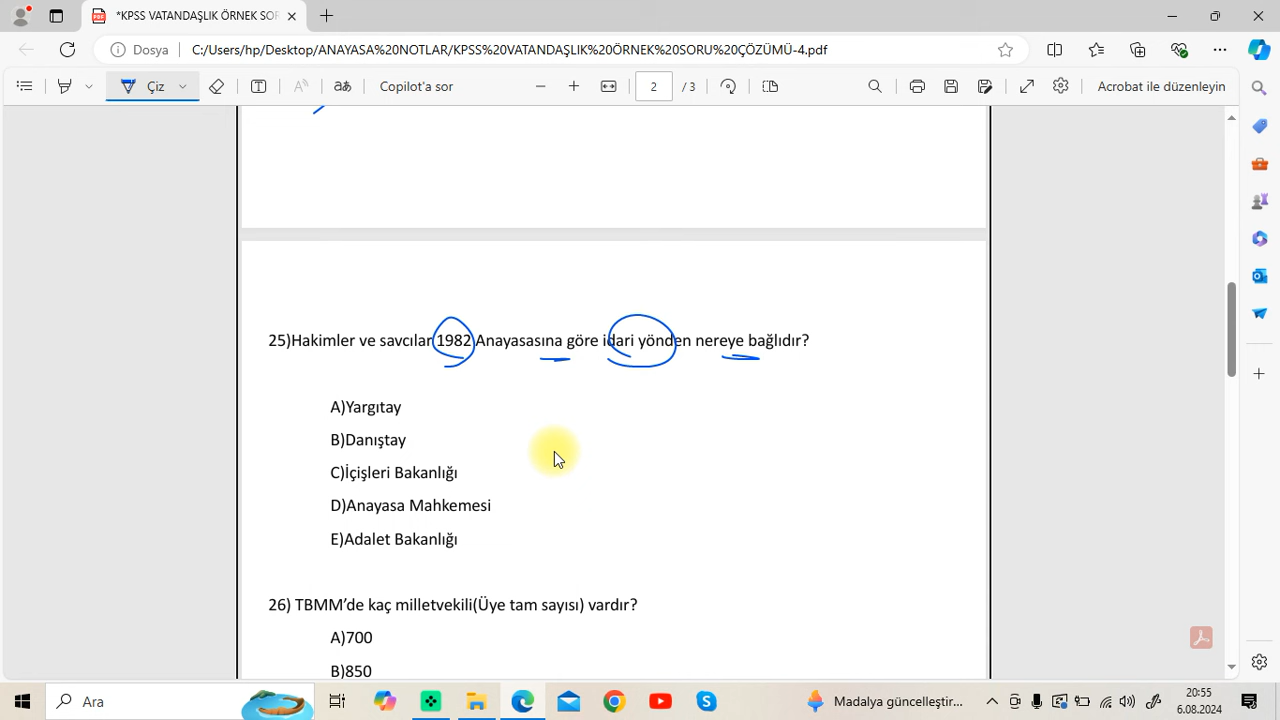 *KPSS VATANDAŞLIK ÖRNEK SOR
Dosya
C:/Users/hp/Desktop/ANAYASA%20NOTLAR/KPSS%20VATANDAŞLIK%20ÖRNEK%20SORU%20ÇÖZÜMÜ-4.pdf
Çiz
aあ
Copilot'a sor
2 / 3
Acrobat ile düzenleyin
25)Hakimler ve savcılar 1982 Anayasasına göre idari yönden nereye bağlıdır?
A)Yargıtay
B)Danıştay
C)İçişleri Bakanlığı
D)Anayasa Mahkemesi
E)Adalet Bakanlığı
26) TBMM’de kaç milletvekili(Üye tam sayısı) vardır?
A)700
B)850
Ara
Madalya güncelleştir...
20:55
6.08.2024